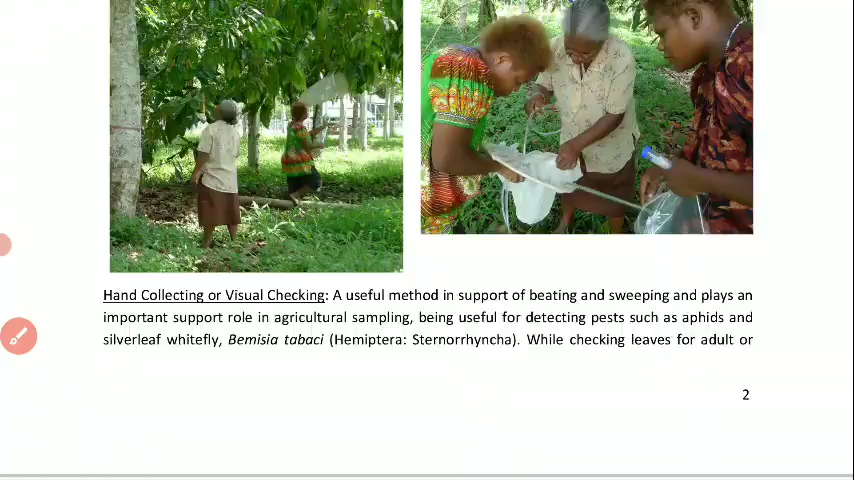 Hand Collecting or Visual Checking: A useful method in support of beating and sweeping and plays an
important support role in agricultural sampling, being useful for detecting pests such as aphids and
silverleaf whitefly, Bemisia tabaci (Hemiptera: Sternorrhyncha). While checking leaves for adult or
2